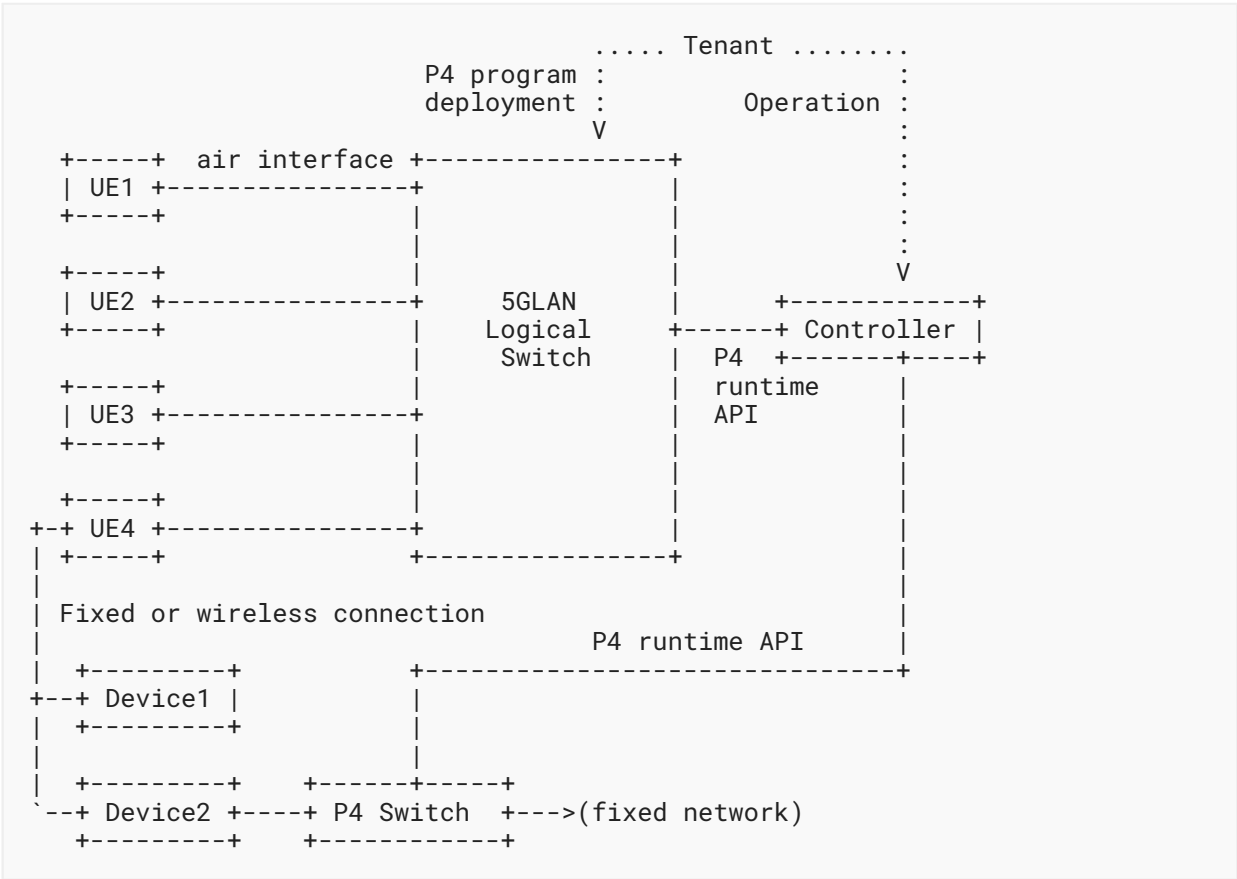 ..... Tenant ........
P4 program :                   :
deployment :         Operation :
V                   :
+-----+  air interface +----------------+              :
| UE1 +----------------+                |              :
+-----+                |                |              :
|                |              :
+-----+                |                |              V
| UE2 +----------------+     5GLAN      |      +------------+
+-----+                |    Logical     +------+ Controller |
|     Switch     |  P4  +-------+----+
+-----+                |                |  runtime     |
| UE3 +----------------+                |  API         |
+-----+                |                |              |
|                |              |
+-----+                |                |              |
+-+ UE4 +----------------+                |              |
| +-----+                +----------------+              |
|                                                        |
| Fixed or wireless connection                           |
|                                    P4 runtime API      |
|  +---------+           +-------------------------------+
+--+ Device1 |           |
|  +---------+           |
|                        |
|  +---------+    +------+-----+
`--+ Device2 +----+ P4 Switch  +--->(fixed network)
+---------+    +------------+